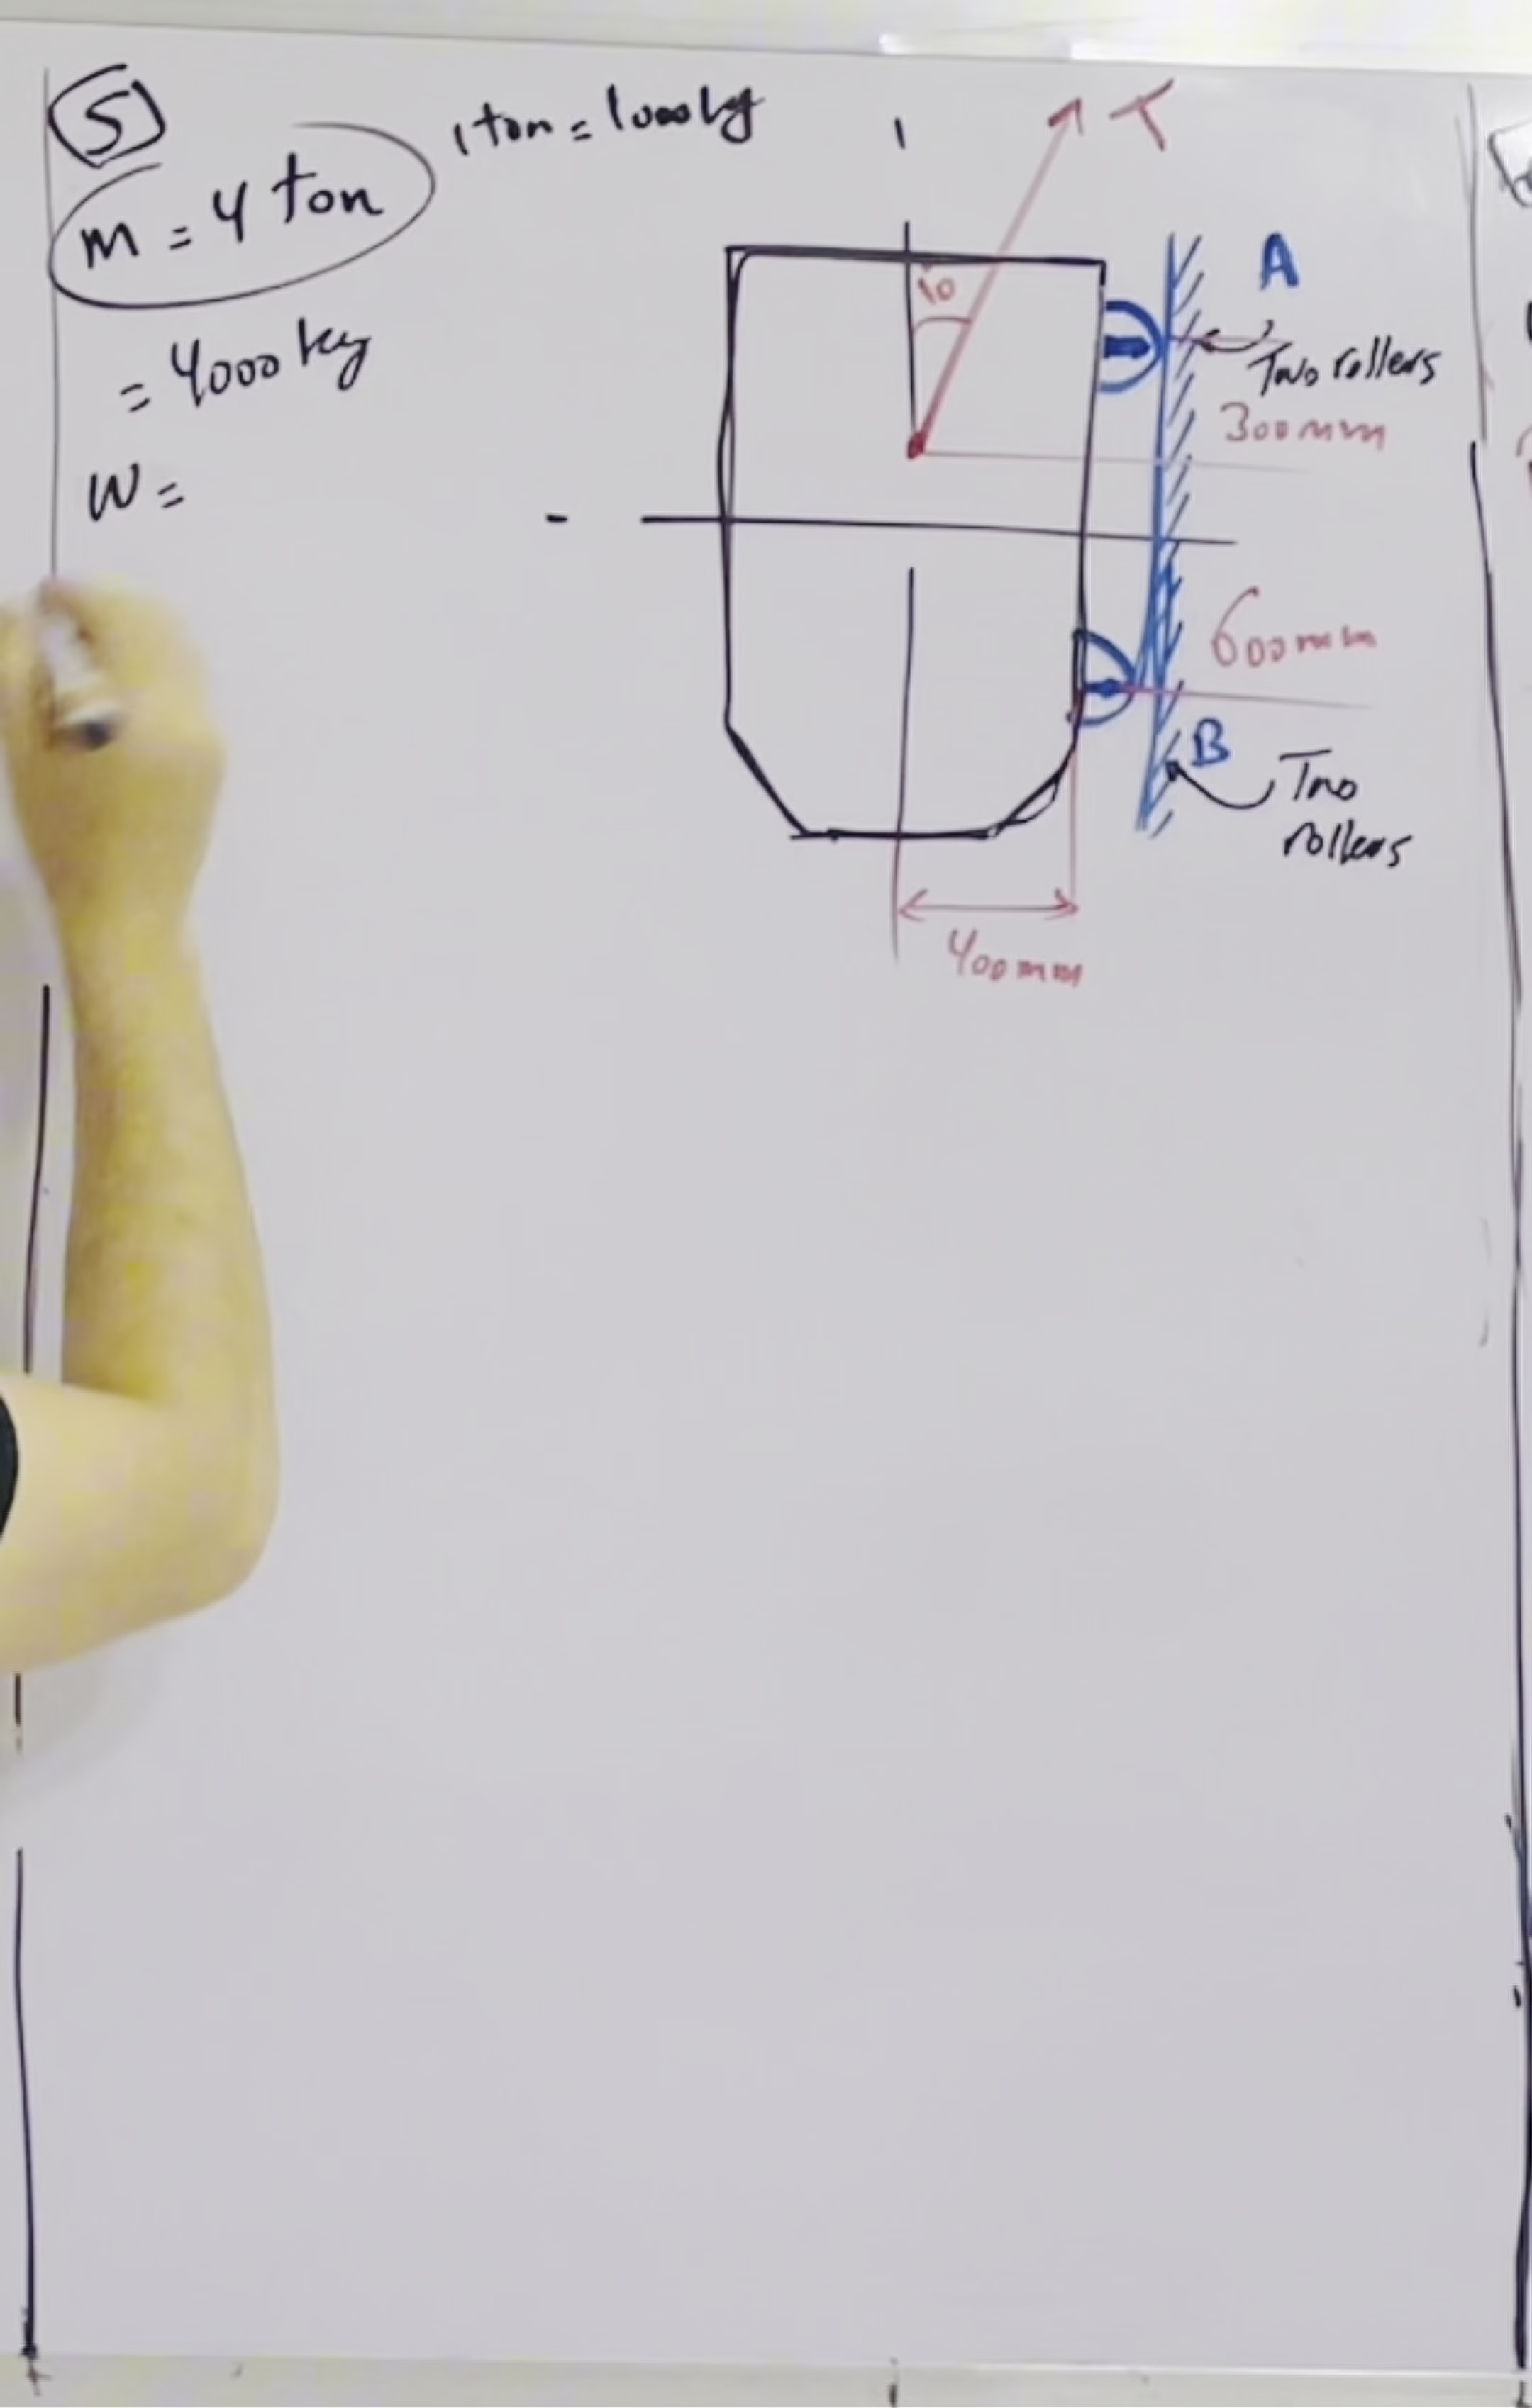 5
1 ton = 1000 kg
m = 4 ton
= 4000 kg
W =
T
10
A
Two rollers
300 mm
600 mm
B
Two
rollers
400 mm